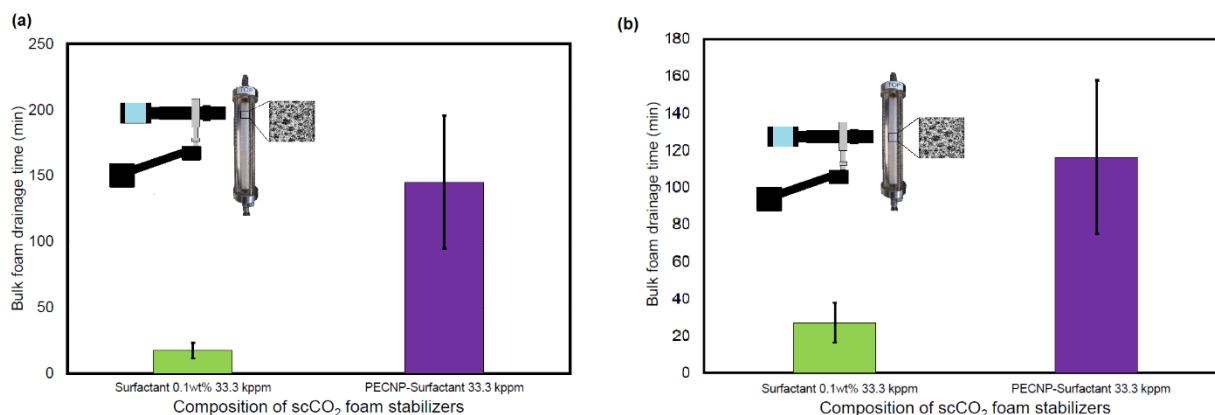 (a)
250
200
150
100
50
0
Bulk foam drainage time (min)
TOP
Surfactant 0.1wt% 33.3 kppm
PECNP-Surfactant 33.3 kppm
Composition of scCO₂ foam stabilizers
(b)
180
160
140
120
100
80
60
40
20
0
Bulk foam drainage time (min)
TOP
Surfactant 0.1wt% 33.3 kppm
PECNP-Surfactant 33.3 kppm
Composition of scCO₂ foam stabilizers